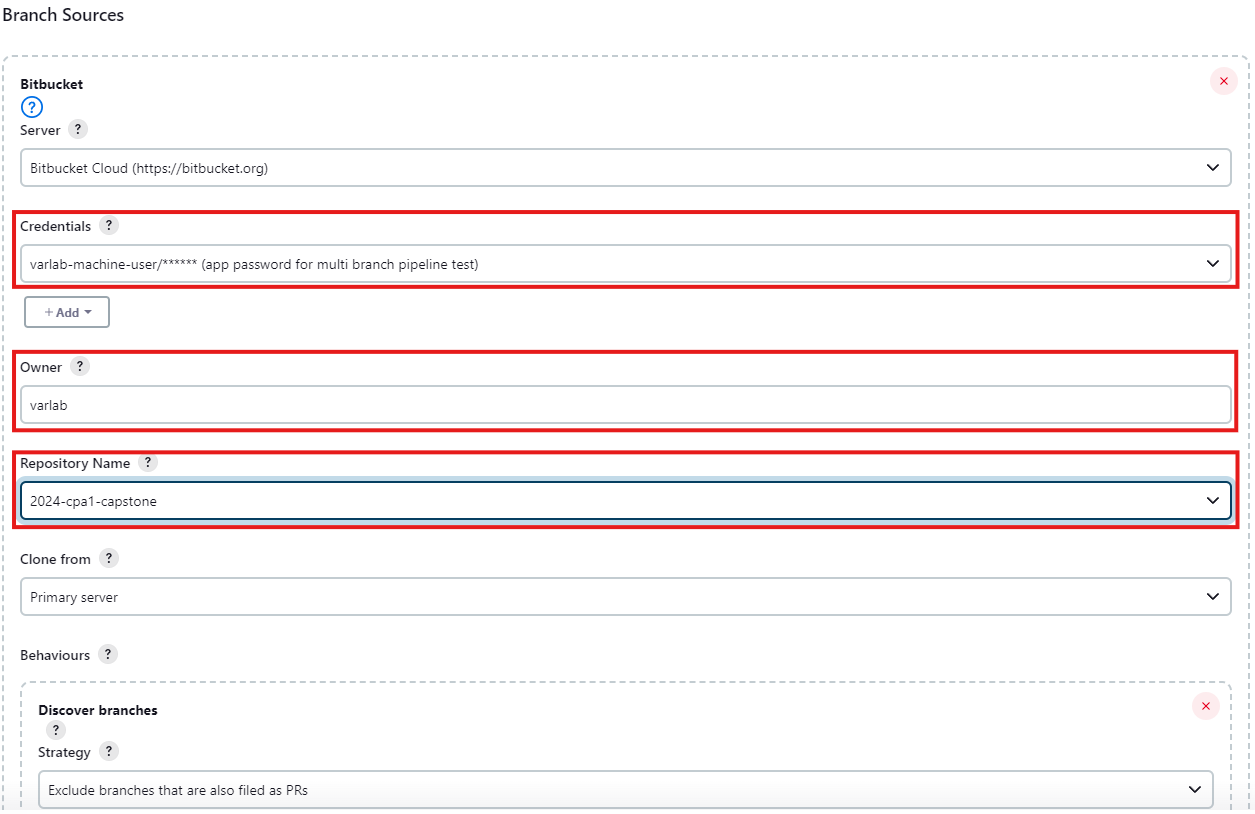 Branch Sources
Bitbucket
?
Server ?
Bitbucket Cloud (https://bitbucket.org)
Credentials ?
varlab-machine-user/****** (app password for multi branch pipeline test)
+ Add
Owner ?
varlab
Repository Name ?
2024-cpa1-capstone
Clone from ?
Primary server
Behaviours ?
Discover branches
?
Strategy ?
Exclude branches that are also filed as PRs